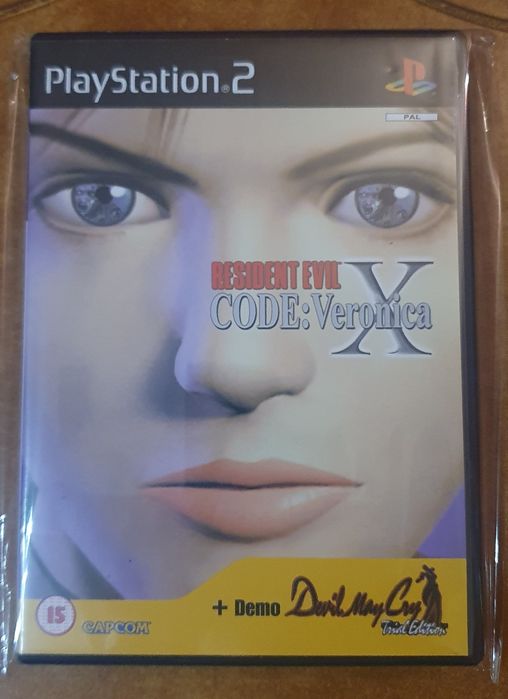 PlayStation®2
PAL
RESIDENT EVIL
CODE:Veronica X
+ Demo Devil May Cry
Trial Edition
15
CAPCOM